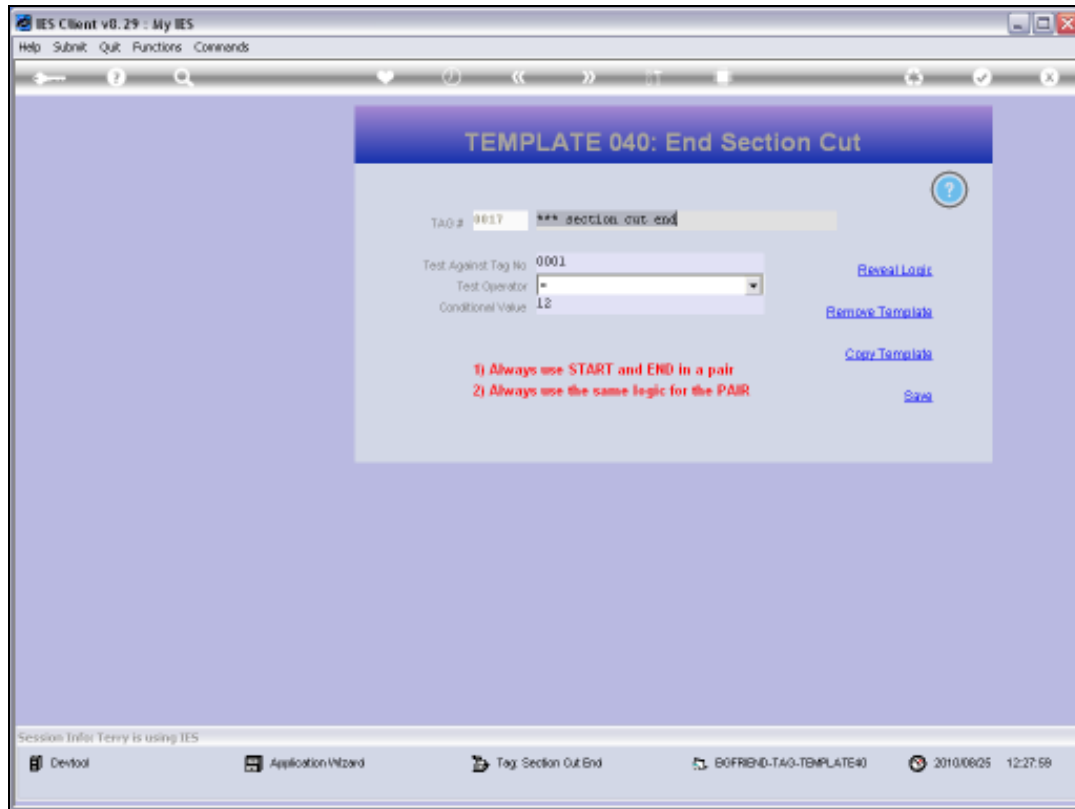 IES Client v8.29 : My IES
Help Submit Quit Functions Commands
TEMPLATE 040: End Section Cut
TAG # 0017 *** section cut end
Test Against Tag No 0001
Reveal Logic
Test Operator =
Conditional Value 12
Remove Template
Copy Template
1) Always use START and END in a pair
2) Always use the same logic for the PAIR
Save
Session Info: Terry is using IES
Devtool Application Wizard Tag: Section Cut End BGFRIEND-TAG-TEMPLATE40 2010/08/25 12:27:59